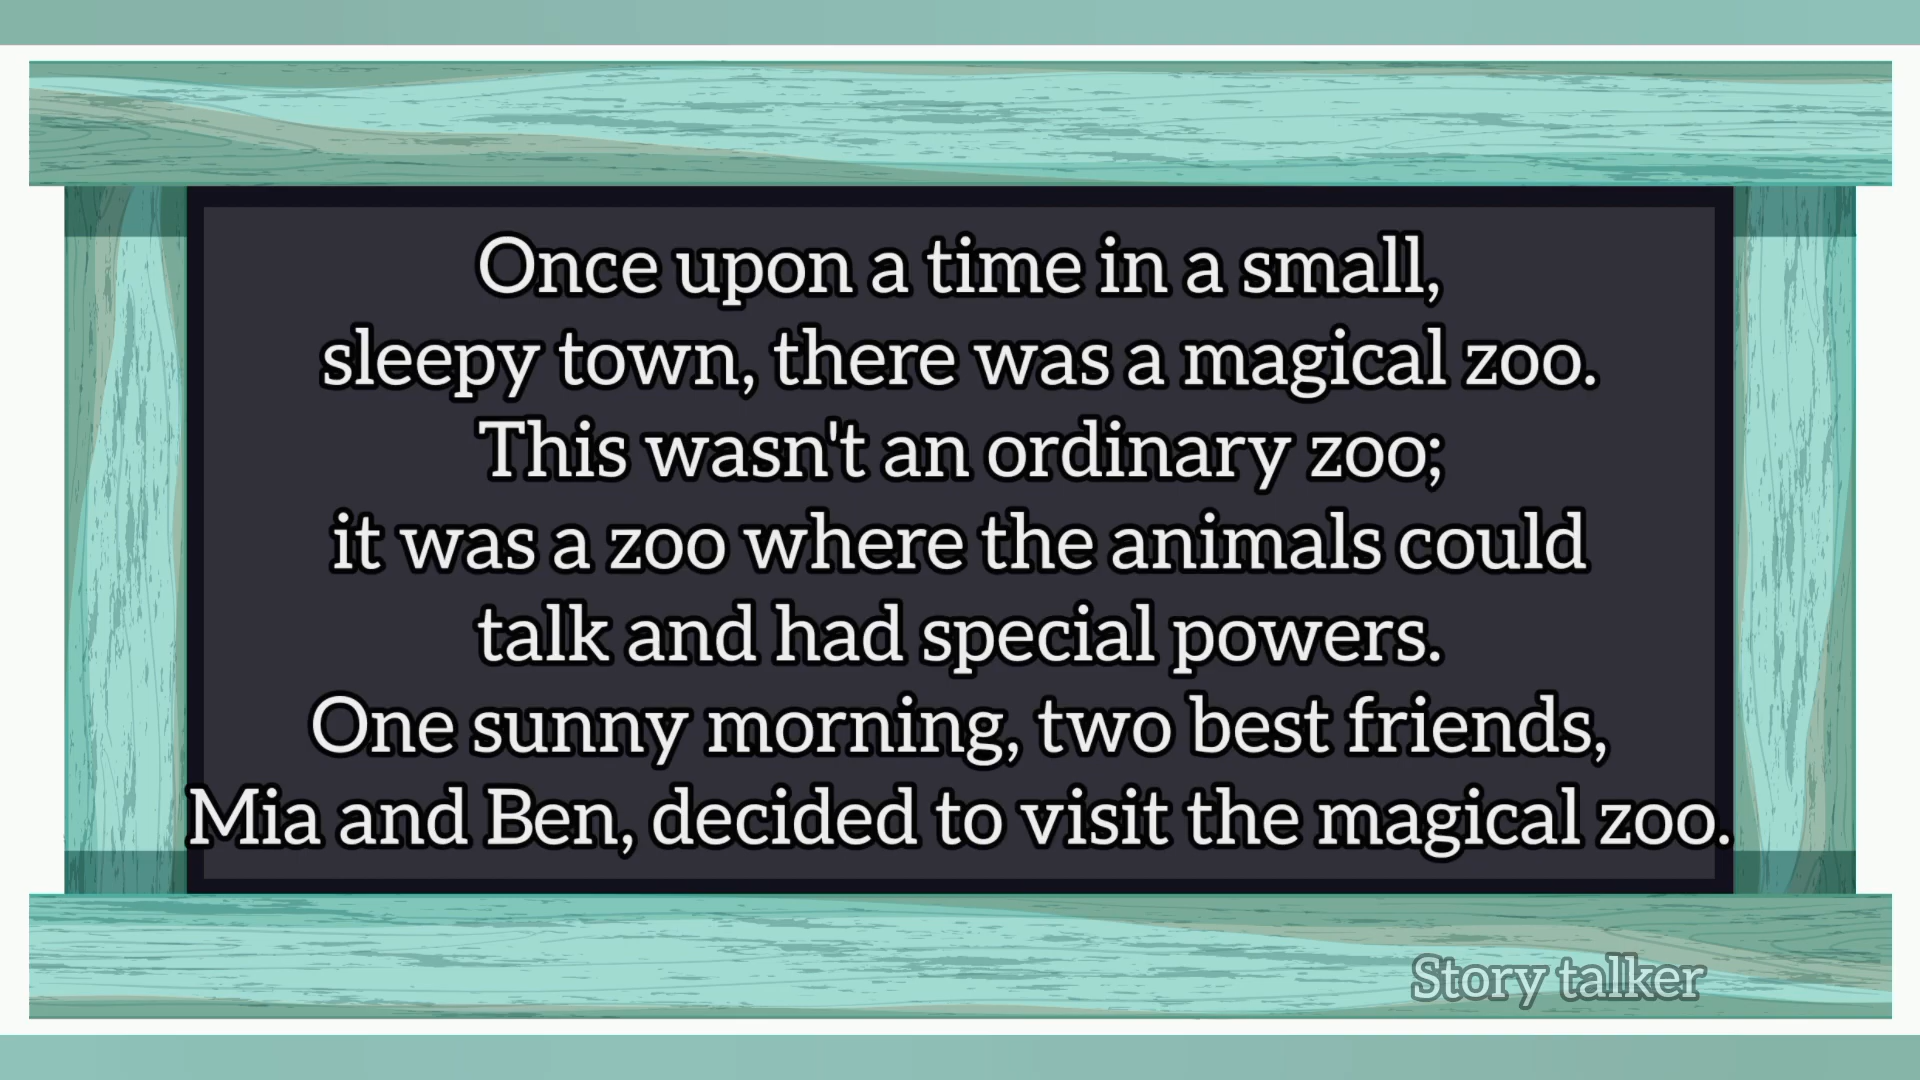 Once upon a time in a small,
sleepy town, there was a magical zoo.
This wasn't an ordinary zoo;
it was a zoo where the animals could
talk and had special powers.
One sunny morning, two best friends,
Mia and Ben, decided to visit the magical zoo.
Story talker